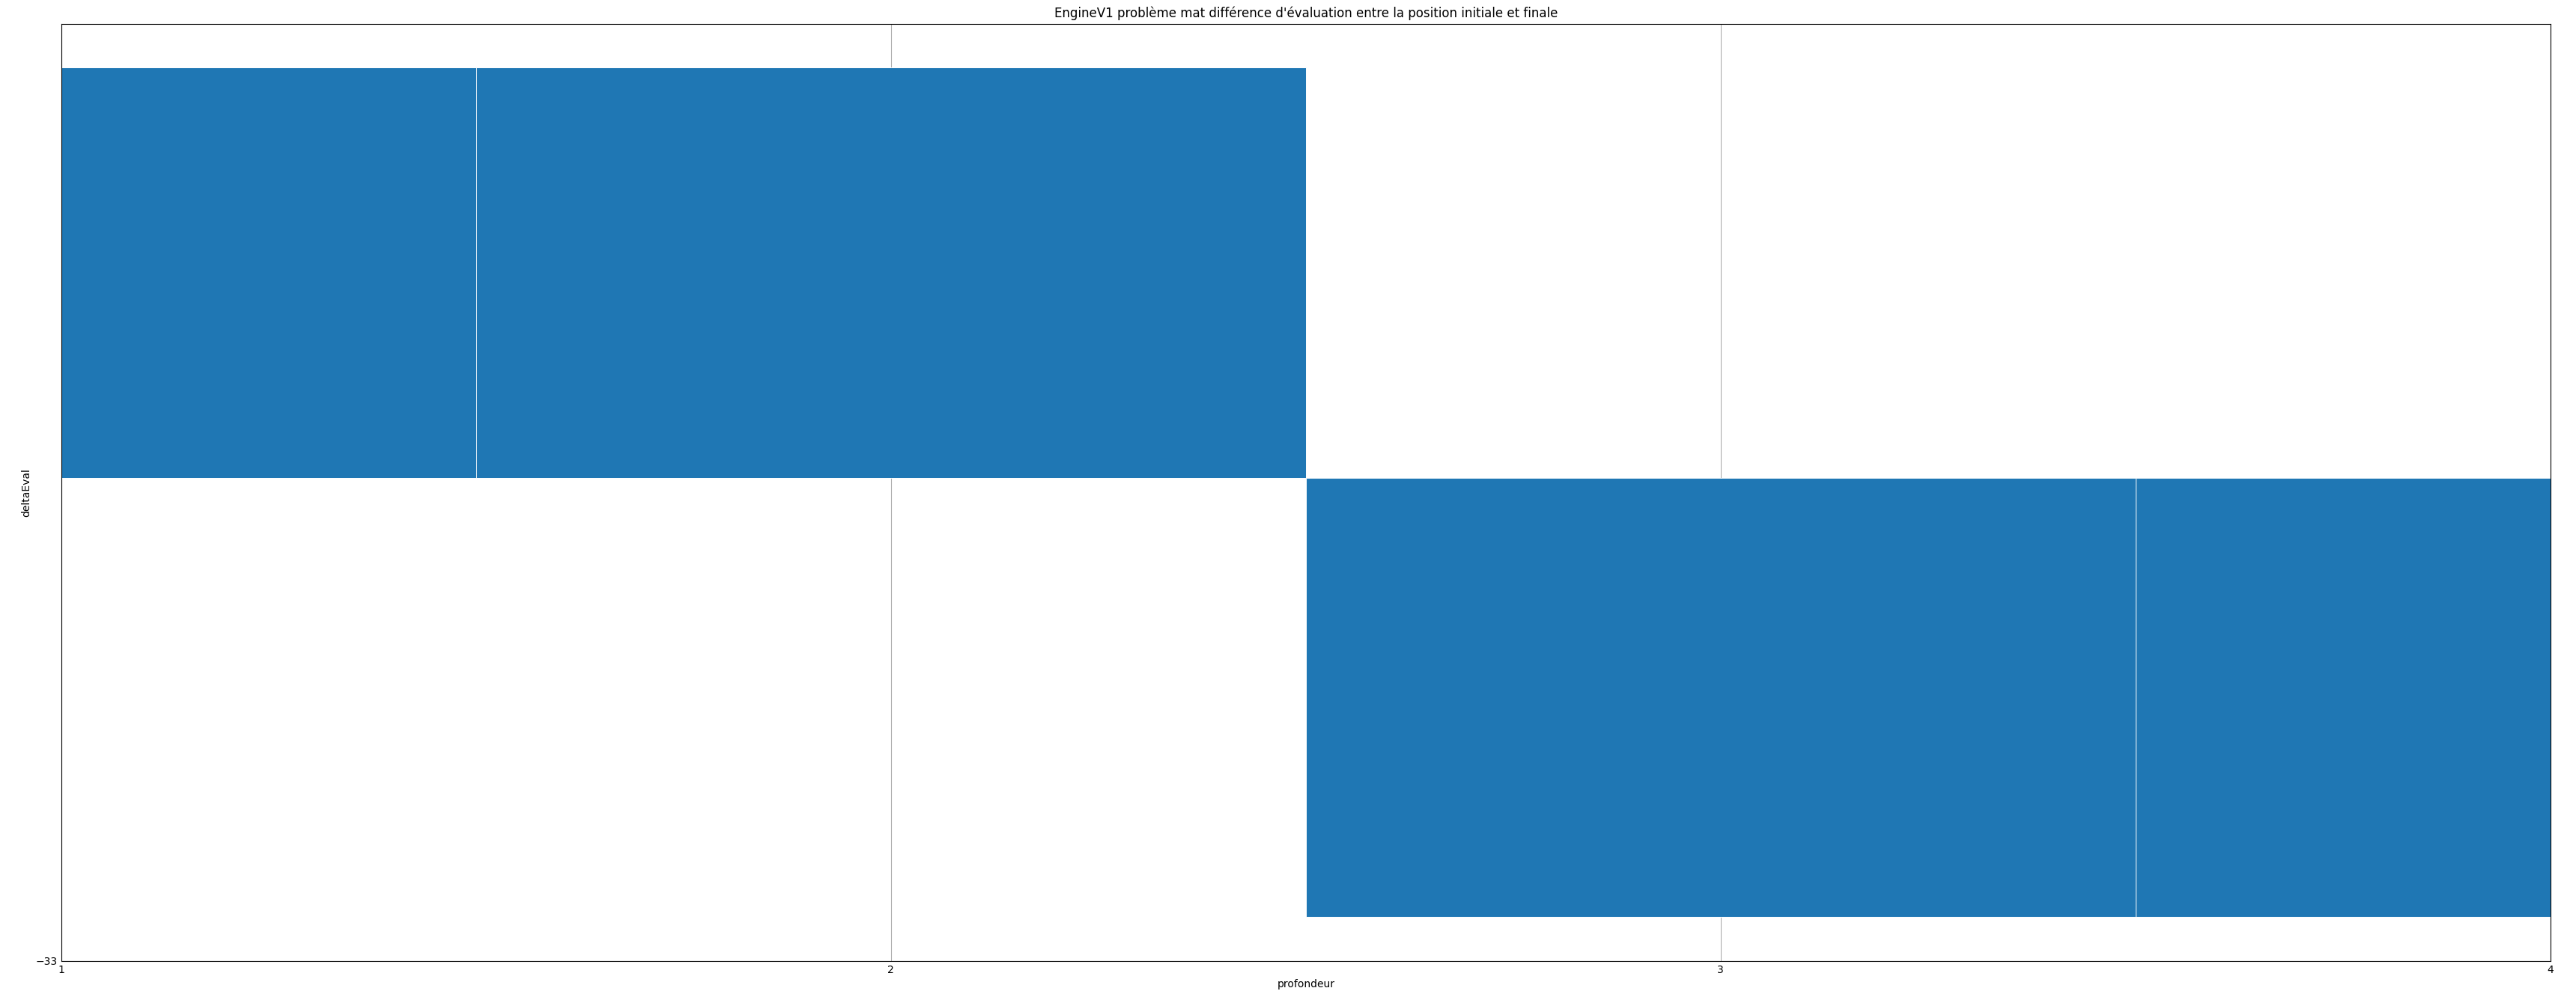 EngineV1 problème mat différence d'évaluation entre la position initiale et finale
deltaEval
−33
1 2 3 4
profondeur